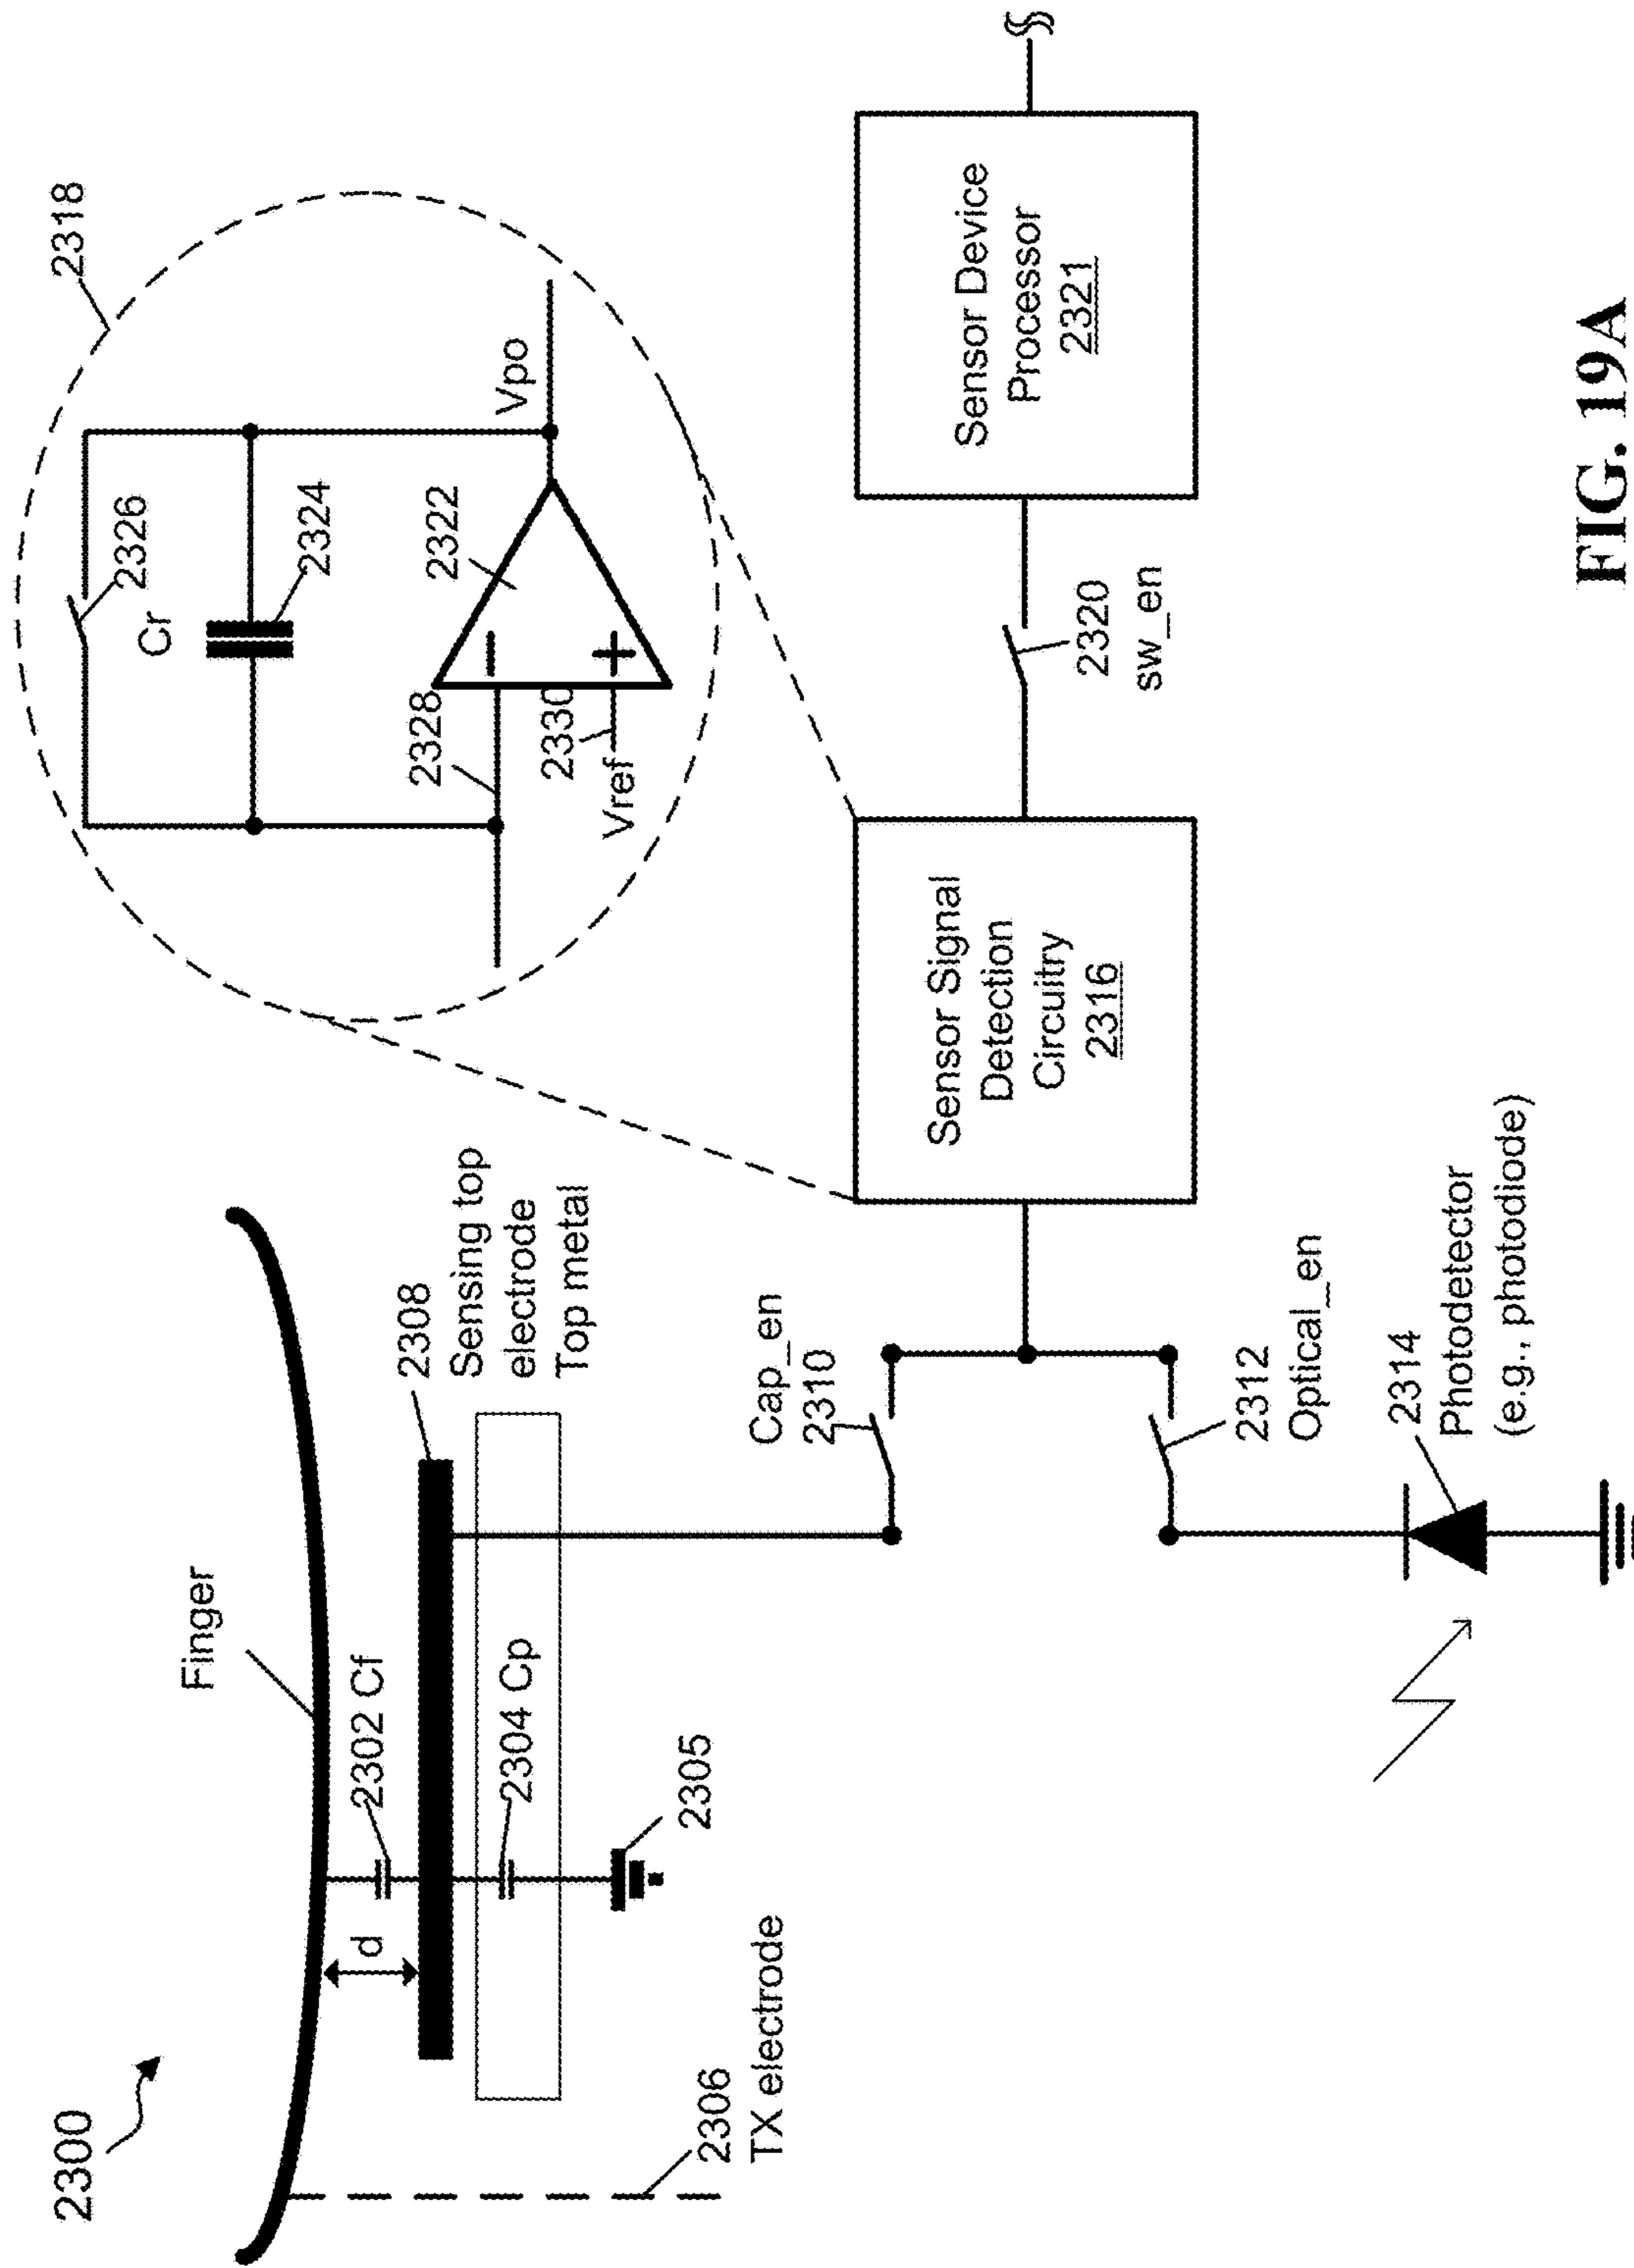 2300
Finger
d
2302 Cf
2304 Cp
2305
2306
TX electrode
2308
Sensing top
electrode
Top metal
Cap_en
2310
2312
Optical_en
2314
Photodetector
(e.g., photodiode)
2318
2326
Cr
2324
2322
2328
2330
Vref
−
+
Vpo
Sensor Signal
Detection
Circuitry
2316
2320
sw_en
Sensor Device
Processor
2321
FIG. 19A